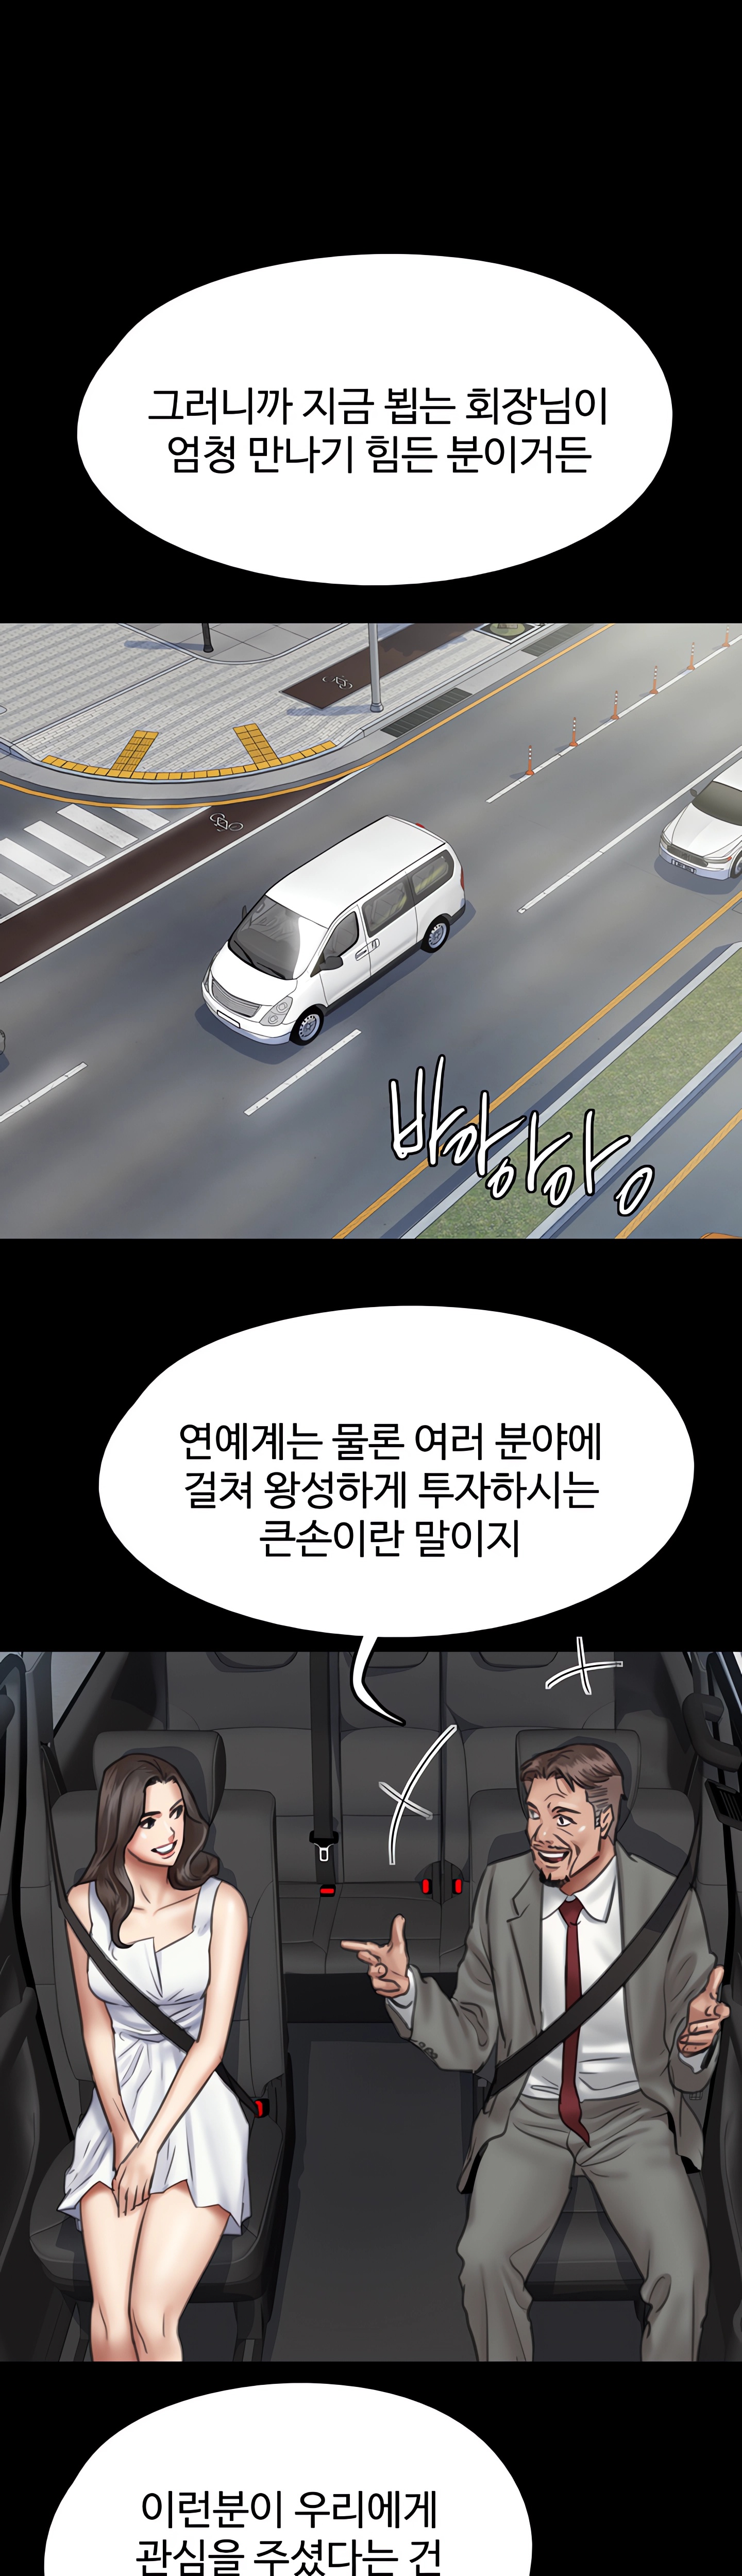 그러니까 지금 뵙는 회장님이
엄청 만나기 힘든 분이거든
바아아앙
연예계는 물론 여러 분야에
걸쳐 왕성하게 투자하시는
큰손이란 말이지
이런분이 우리에게
관심을 주셨다는 건